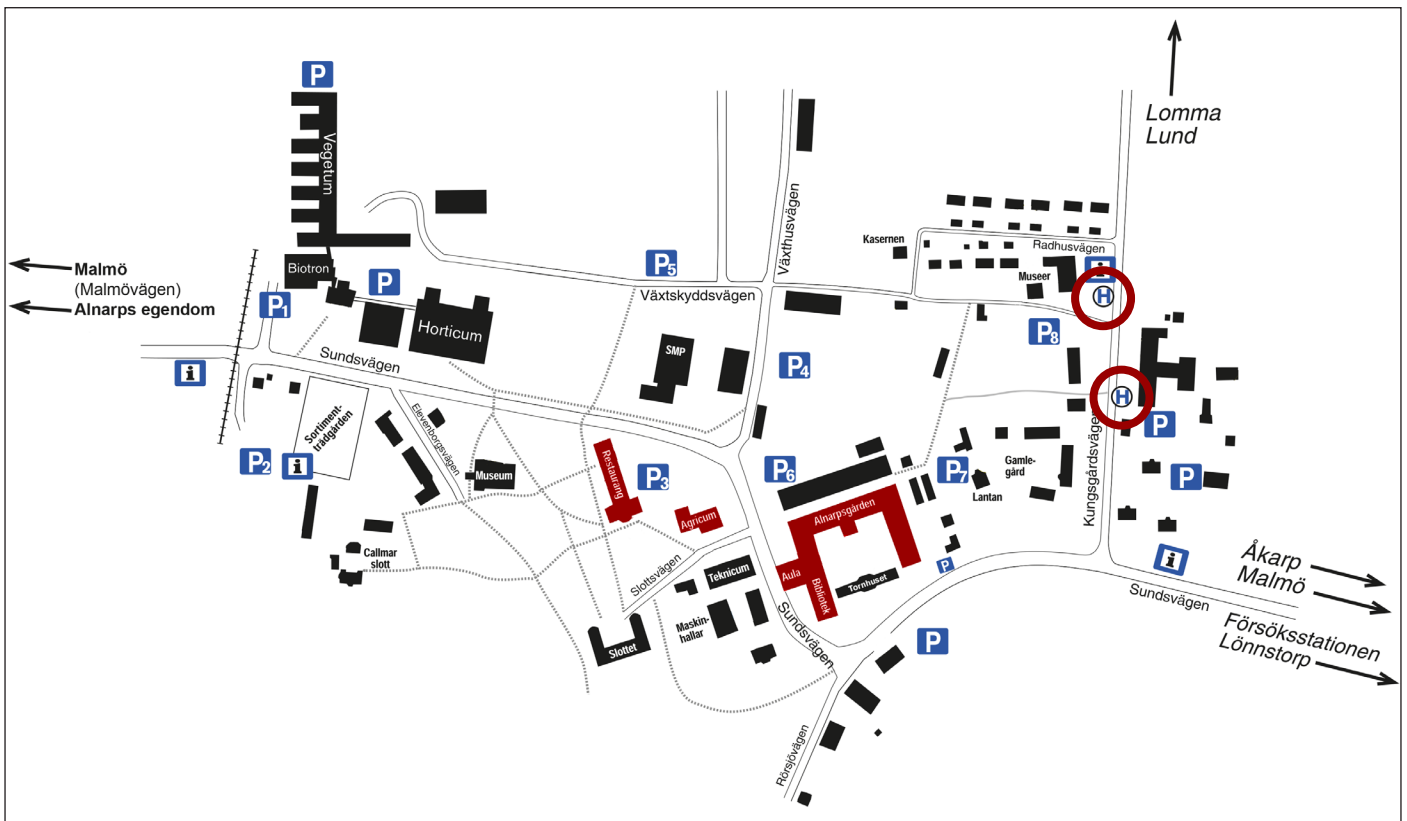 P
Lomma
Lund
Vegetum
Växthusvägen
Kasernen
Radhusvägen
i
Museer
H
Malmö
(Malmövägen)
Alnarps egendom
Biotron
P
P5
Växtskyddsvägen
P1
Horticum
P8
Sundsvägen
SMP
P4
i
H
Elevenborgsvägen
Sortiment-
trädgården
P
Kungsgårdsvägen
P2
i
Museum
Restaurang
P3
P6
P7
Gamle-
gård
Lantan
P
Agricum
Alnarpsgården
Callmar
slott
Slottsvägen
Teknicum
Aula
Bibliotek
Tornhuset
P
i
Åkarp
Malmö
Sundsvägen
Maskin-
hallar
Slottet
Sundsvägen
P
Försöksstationen
Lönnstorp
Rörsjövägen